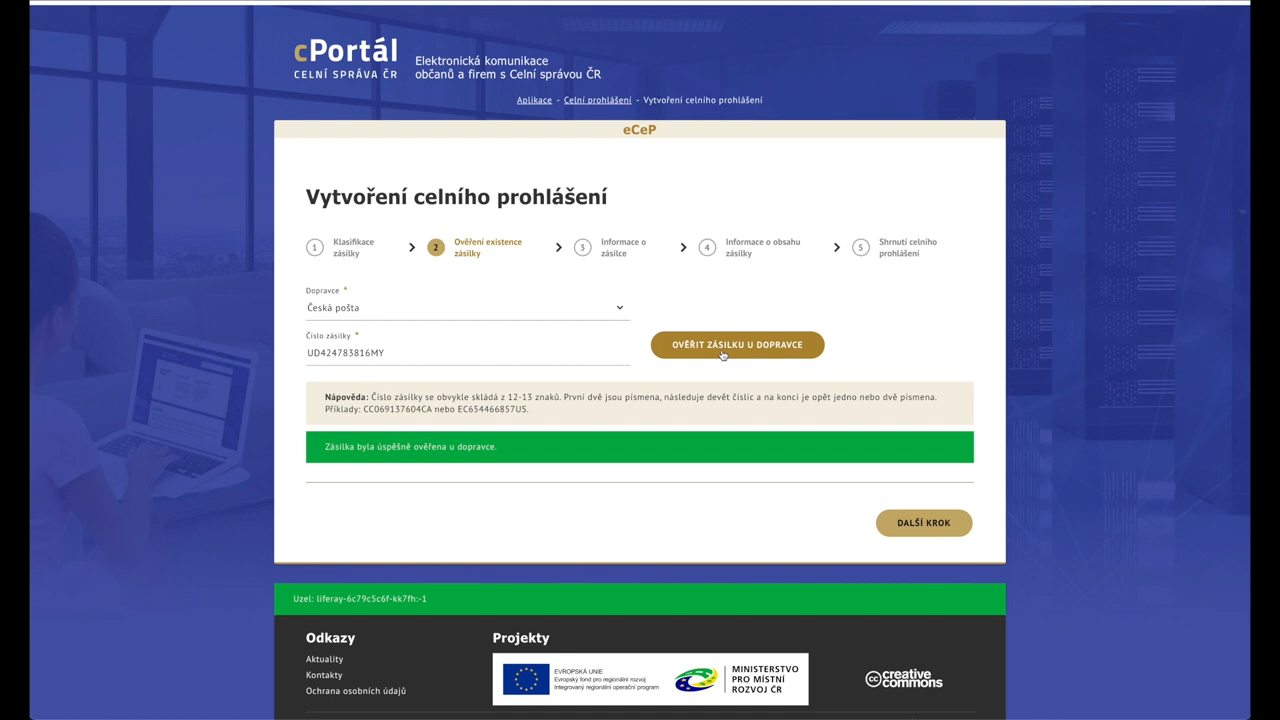 cPortál
CELNÍ SPRÁVA ČR
Elektronická komunikace
občanů a firem s Celní správou ČR
Aplikace - Celní prohlášení - Vytvoření celního prohlášení
eCeP
Vytvoření celního prohlášení
1 Klasifikace
zásilky
2 Ověření existence
zásilky
3 Informace o
zásilce
4 Informace o obsahu
zásilky
5 Shrnutí celního
prohlášení
Dopravce *
Česká pošta
Číslo zásilky *
UD424783816MY
OVĚŘIT ZÁSILKU U DOPRAVCE
Nápověda: Číslo zásilky se obvykle skládá z 12-13 znaků. První dvě jsou písmena, následuje devět číslic a na konci je opět jedno nebo dvě písmena.
Příklady: CC069137604CA nebo EC654466857US.
Zásilka byla úspěšně ověřena u dopravce.
DALŠÍ KROK
Uzel: liferay-6c79c5c6f-kk7fh:-1
Odkazy
Aktuality
Kontakty
Ochrana osobních údajů
Projekty
EVROPSKÁ UNIE
Evropský fond pro regionální rozvoj
Integrovaný regionální operační program
MINISTERSTVO
PRO MÍSTNÍ
ROZVOJ ČR
cc creative
commons